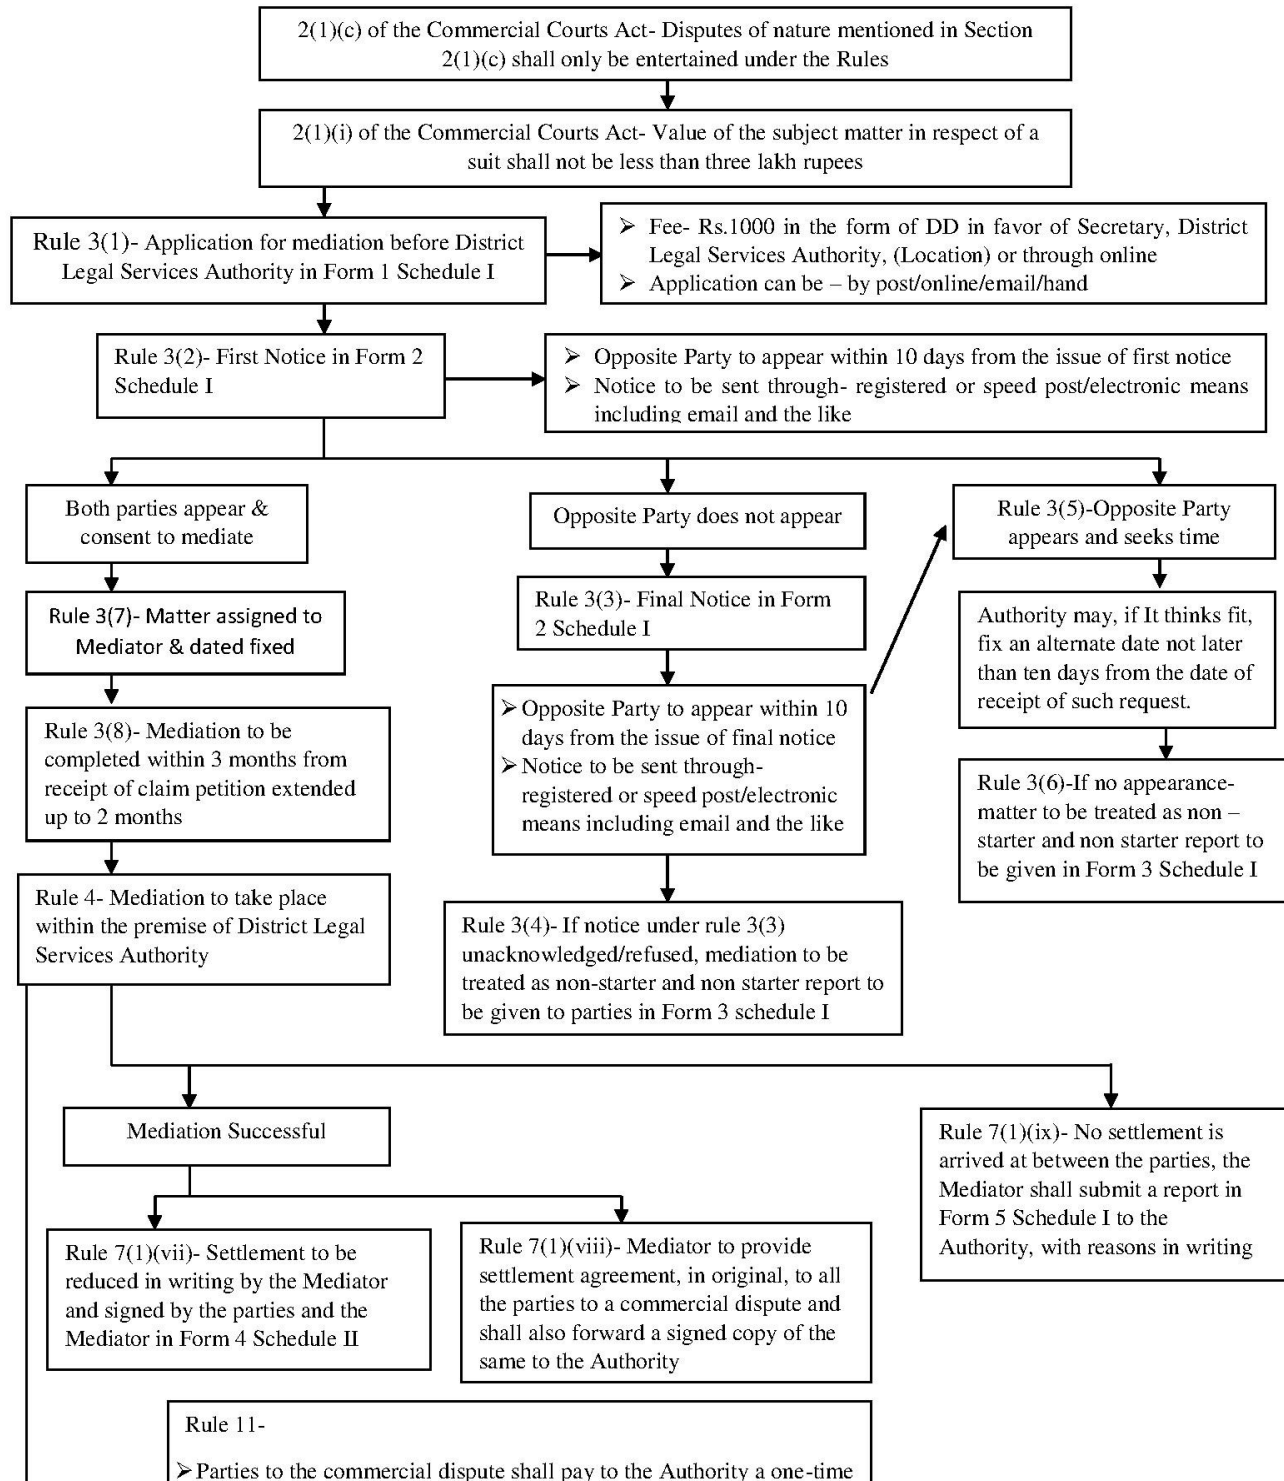 2(1)(c) of the Commercial Courts Act- Disputes of nature mentioned in Section
2(1)(c) shall only be entertained under the Rules
2(1)(i) of the Commercial Courts Act- Value of the subject matter in respect of a
suit shall not be less than three lakh rupees
Rule 3(1)- Application for mediation before District
Legal Services Authority in Form 1 Schedule I
➢ Fee- Rs.1000 in the form of DD in favor of Secretary, District
Legal Services Authority, (Location) or through online
➢ Application can be – by post/online/email/hand
Rule 3(2)- First Notice in Form 2
Schedule I
➢ Opposite Party to appear within 10 days from the issue of first notice
➢ Notice to be sent through- registered or speed post/electronic means
including email and the like
Both parties appear &
consent to mediate
Opposite Party does not appear
Rule 3(5)-Opposite Party
appears and seeks time
Rule 3(7)- Matter assigned to
Mediator & dated fixed
Rule 3(3)- Final Notice in Form
2 Schedule I
Authority may, if It thinks fit,
fix an alternate date not later
than ten days from the date of
receipt of such request.
Rule 3(8)- Mediation to be
completed within 3 months from
receipt of claim petition extended
up to 2 months
➢ Opposite Party to appear within 10
days from the issue of final notice
➢ Notice to be sent through-
registered or speed post/electronic
means including email and the like
Rule 3(6)-If no appearance-
matter to be treated as non –
starter and non starter report to
be given in Form 3 Schedule I
Rule 4- Mediation to take place
within the premise of District Legal
Services Authority
Rule 3(4)- If notice under rule 3(3)
unacknowledged/refused, mediation to be
treated as non-starter and non starter report to
be given to parties in Form 3 schedule I
Mediation Successful
Rule 7(1)(ix)- No settlement is
arrived at between the parties, the
Mediator shall submit a report in
Form 5 Schedule I to the
Authority, with reasons in writing
Rule 7(1)(vii)- Settlement to be
reduced in writing by the Mediator
and signed by the parties and the
Mediator in Form 4 Schedule II
Rule 7(1)(viii)- Mediator to provide
settlement agreement, in original, to all
the parties to a commercial dispute and
shall also forward a signed copy of the
same to the Authority
Rule 11-
➢ Parties to the commercial dispute shall pay to the Authority a one-time